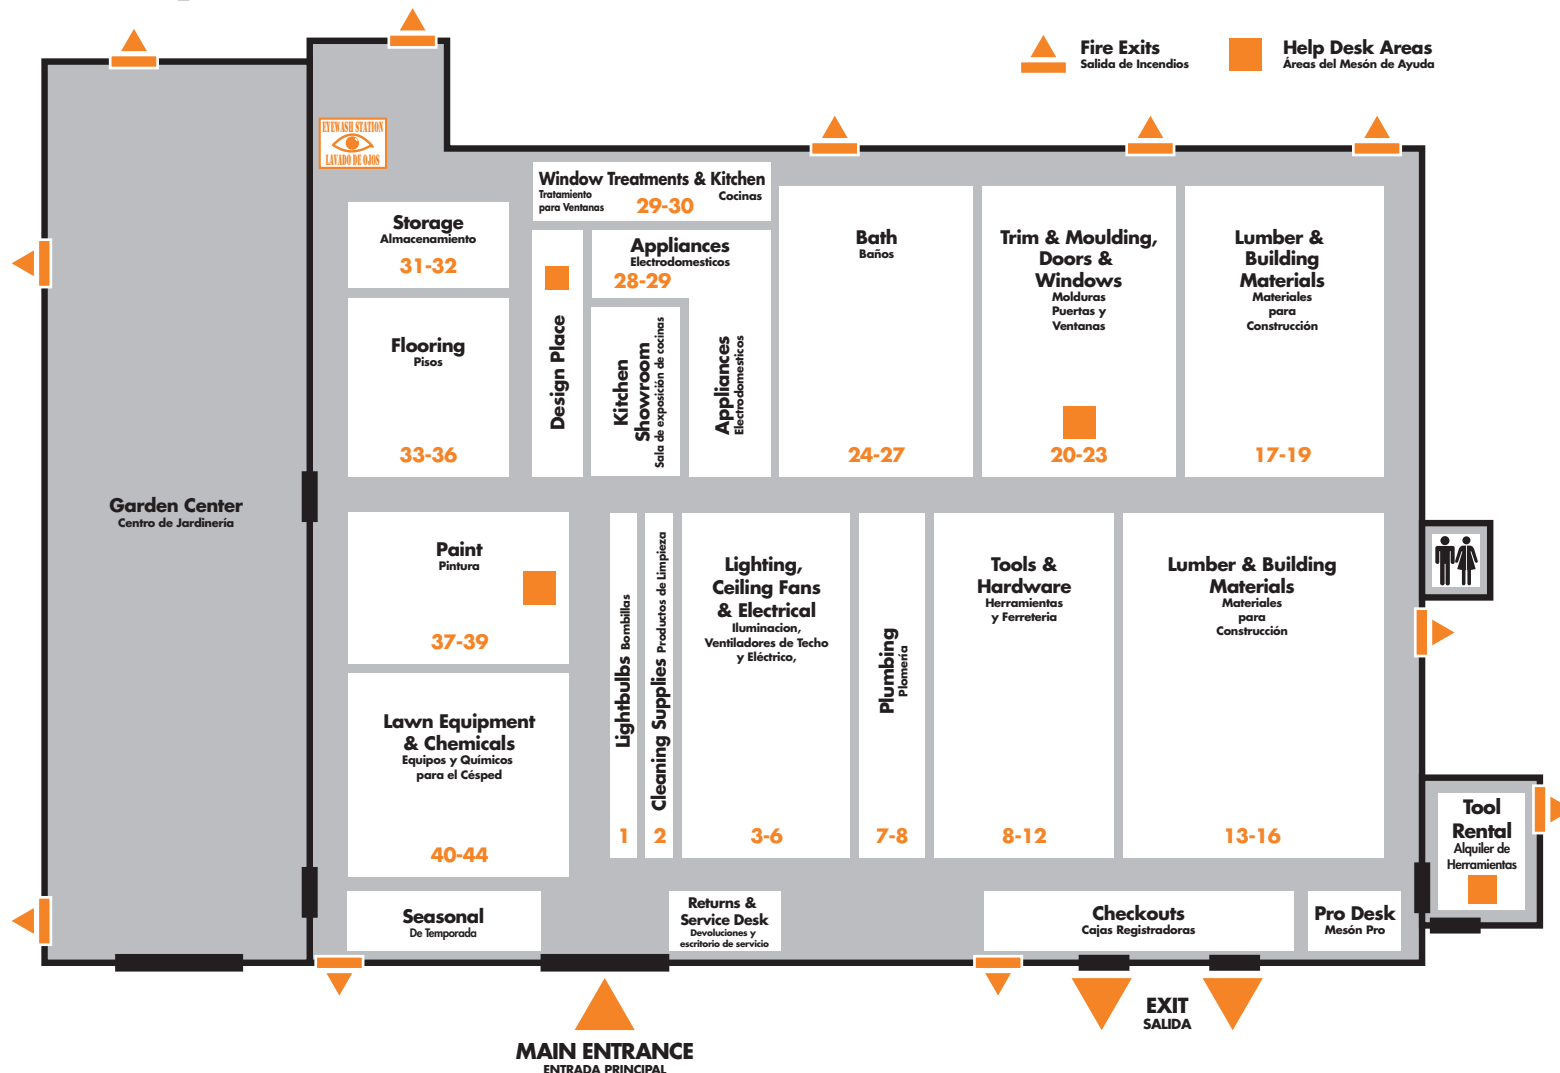 Fire Exits
Salida de Incendios
Help Desk Areas
Áreas del Mesón de Ayuda
EYEWASH STATION
LAVADO DE OJOS
Window Treatments & Kitchen
Tratamiento
para Ventanas
29-30
Cocinas
Storage
Almacenamiento
31-32
Flooring
Pisos
33-36
Design Place
Appliances
Electrodomesticos
28-29
Kitchen
Showroom
Sala de exposición de cocinas
Appliances
Electrodomesticos
Bath
Baños
24-27
Trim & Moulding,
Doors &
Windows
Molduras
Puertas y
Ventanas
20-23
Lumber &
Building
Materials
Materiales
para
Construcción
17-19
Garden Center
Centro de Jardinería
Paint
Pintura
37-39
Lawn Equipment
& Chemicals
Equipos y Químicos
para el Césped
40-44
Lightbulbs Bombillas
1
Cleaning Supplies Productos de Limpieza
2
Lighting,
Ceiling Fans
& Electrical
Iluminacion,
Ventiladores de Techo
y Eléctrico,
3-6
Plumbing
Plomería
7-8
Tools &
Hardware
Herramientas
y Ferreteria
8-12
Lumber & Building
Materials
Materiales
para
Construcción
13-16
Tool
Rental
Alquiler de
Herramientas
Seasonal
De Temporada
Returns &
Service Desk
Devoluciones y
escritorio de servicio
Checkouts
Cajas Registradoras
Pro Desk
Mesón Pro
MAIN ENTRANCE
ENTRADA PRINCIPAL
EXIT
SALIDA